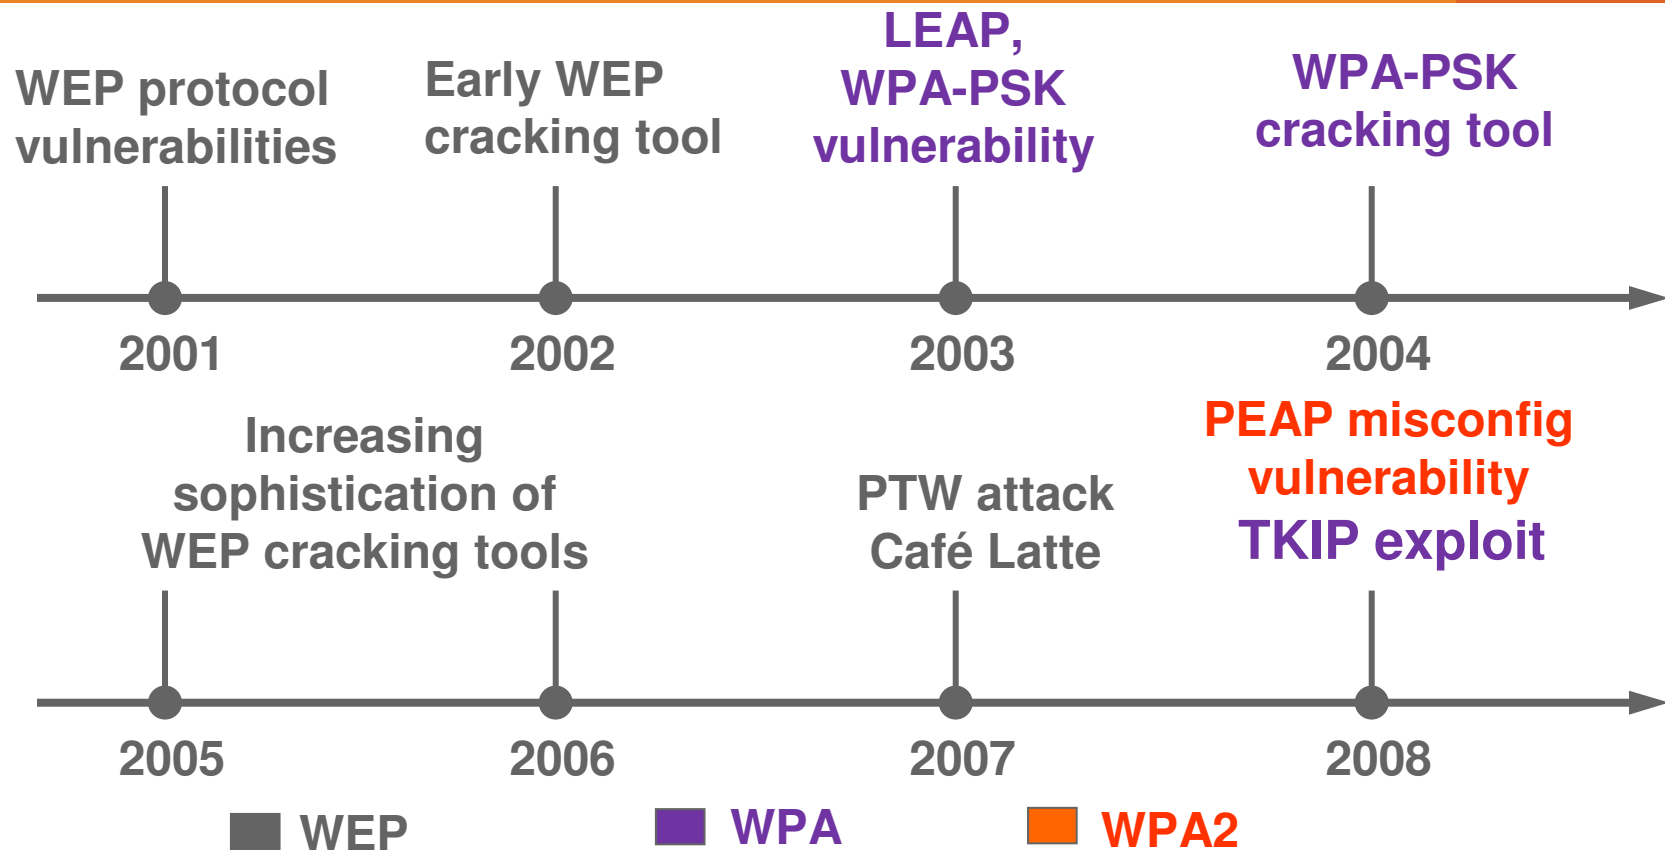 WEP protocol
vulnerabilities
Early WEP
cracking tool
LEAP,
WPA-PSK
vulnerability
WPA-PSK
cracking tool
2001
2002
2003
2004
Increasing
sophistication of
WEP cracking tools
PTW attack
Café Latte
PEAP misconfig
vulnerability
TKIP exploit
2005
2006
2007
2008
WEP
WPA
WPA2